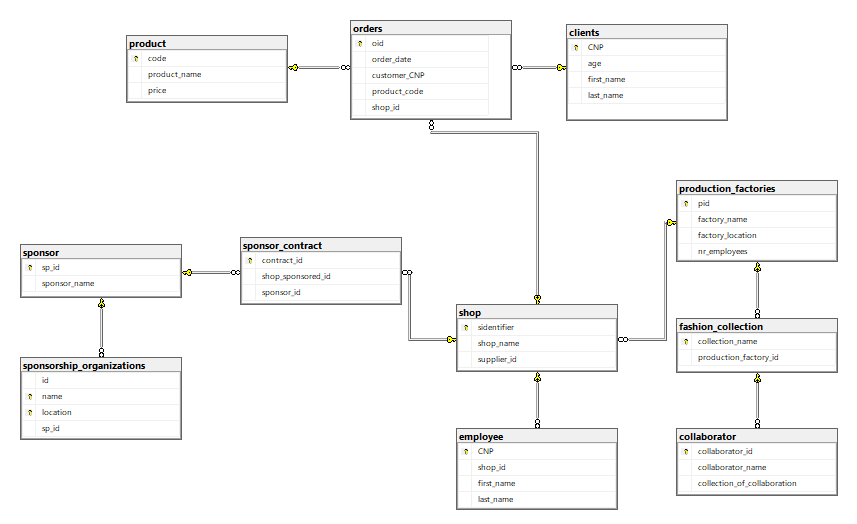 product
code
product_name
price
orders
oid
order_date
customer_CNP
product_code
shop_id
clients
CNP
age
first_name
last_name
production_factories
pid
factory_name
factory_location
nr_employees
sponsor
sp_id
sponsor_name
sponsor_contract
contract_id
shop_sponsored_id
sponsor_id
shop
sidentifier
shop_name
supplier_id
fashion_collection
collection_name
production_factory_id
sponsorship_organizations
id
name
location
sp_id
employee
CNP
shop_id
first_name
last_name
collaborator
collaborator_id
collaborator_name
collection_of_collaboration